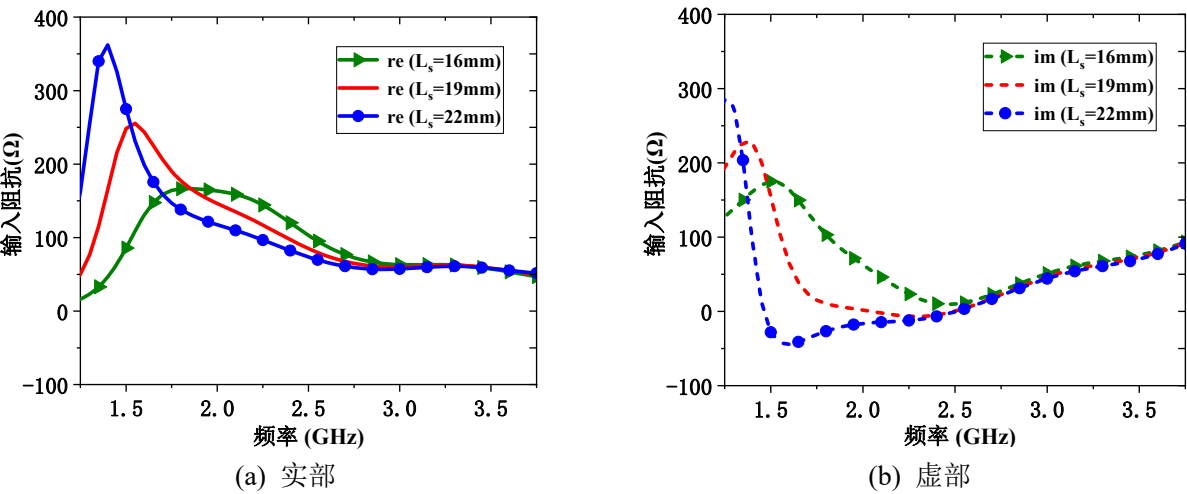 400
300
200
100
0
−100
输入阻抗(Ω)
1.5 2.0 2.5 3.0 3.5
频率 (GHz)
re (Ls=16mm)
re (Ls=19mm)
re (Ls=22mm)
(a) 实部
400
300
200
100
0
−100
输入阻抗(Ω)
1.5 2.0 2.5 3.0 3.5
频率 (GHz)
im (Ls=16mm)
im (Ls=19mm)
im (Ls=22mm)
(b) 虚部